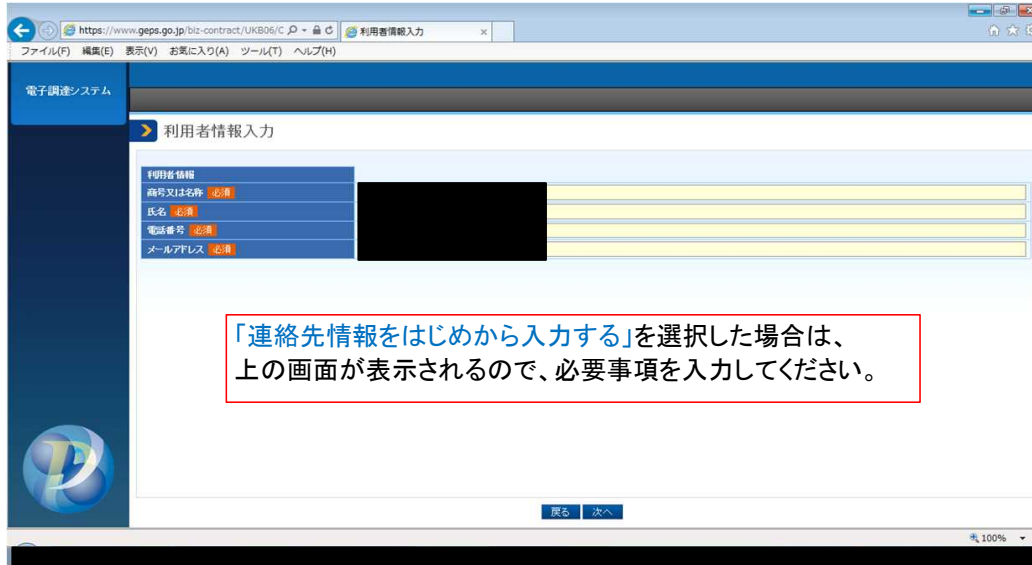 https://www.geps.go.jp/biz-contract/UKB06/C
利用者情報入力
ファイル(F) 編集(E) 表示(V) お気に入り(A) ツール(T) ヘルプ(H)
電子調達システム
利用者情報入力
利用者情報
商号又は名称 必須
氏名 必須
電話番号 必須
メールアドレス 必須
「連絡先情報をはじめから入力する」を選択した場合は、
上の画面が表示されるので、必要事項を入力してください。
戻る 次へ
100%